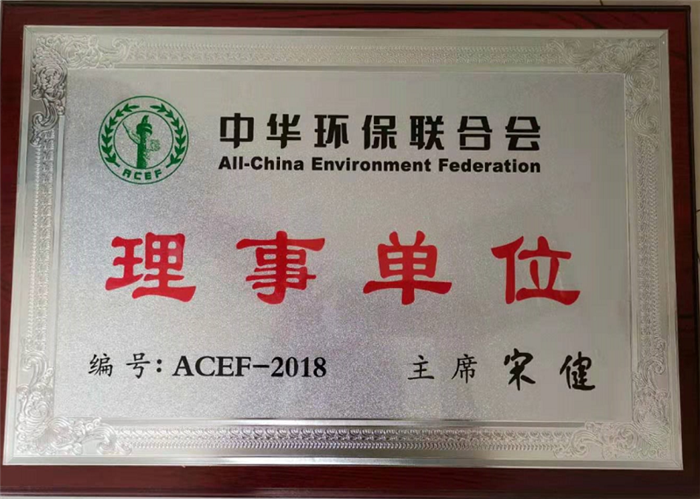 ACEF
中华环保联合会
All-China Environment Federation
理事单位
编号：ACEF-2018 主席 宋健